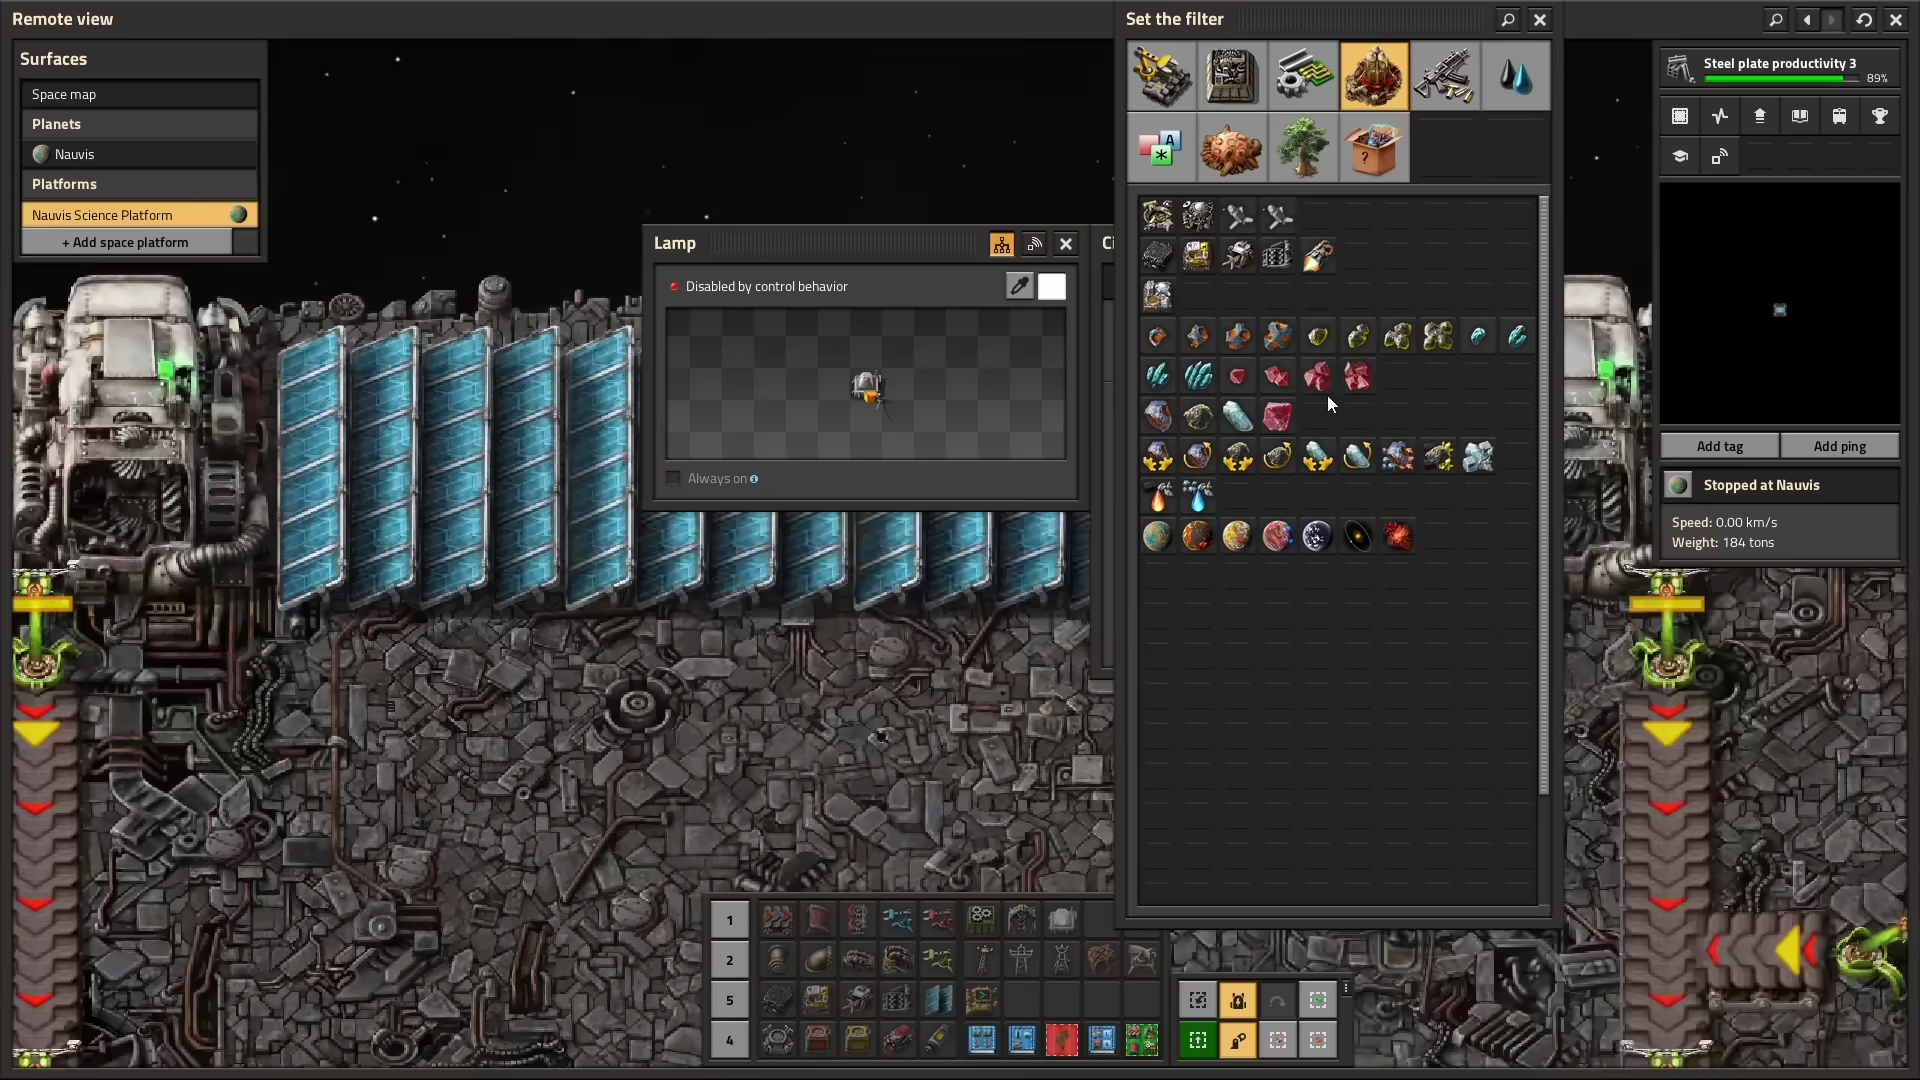 Remote view
Surfaces
Space map
Planets
Nauvis
Platforms
Nauvis Science Platform
+ Add space platform
Lamp
Disabled by control behavior
Always on
Ci
Set the filter
A
*
?
Steel plate productivity 3
89%
Add tag
Add ping
Stopped at Nauvis
Speed: 0.00 km/s
Weight: 184 tons
1
2
5
4